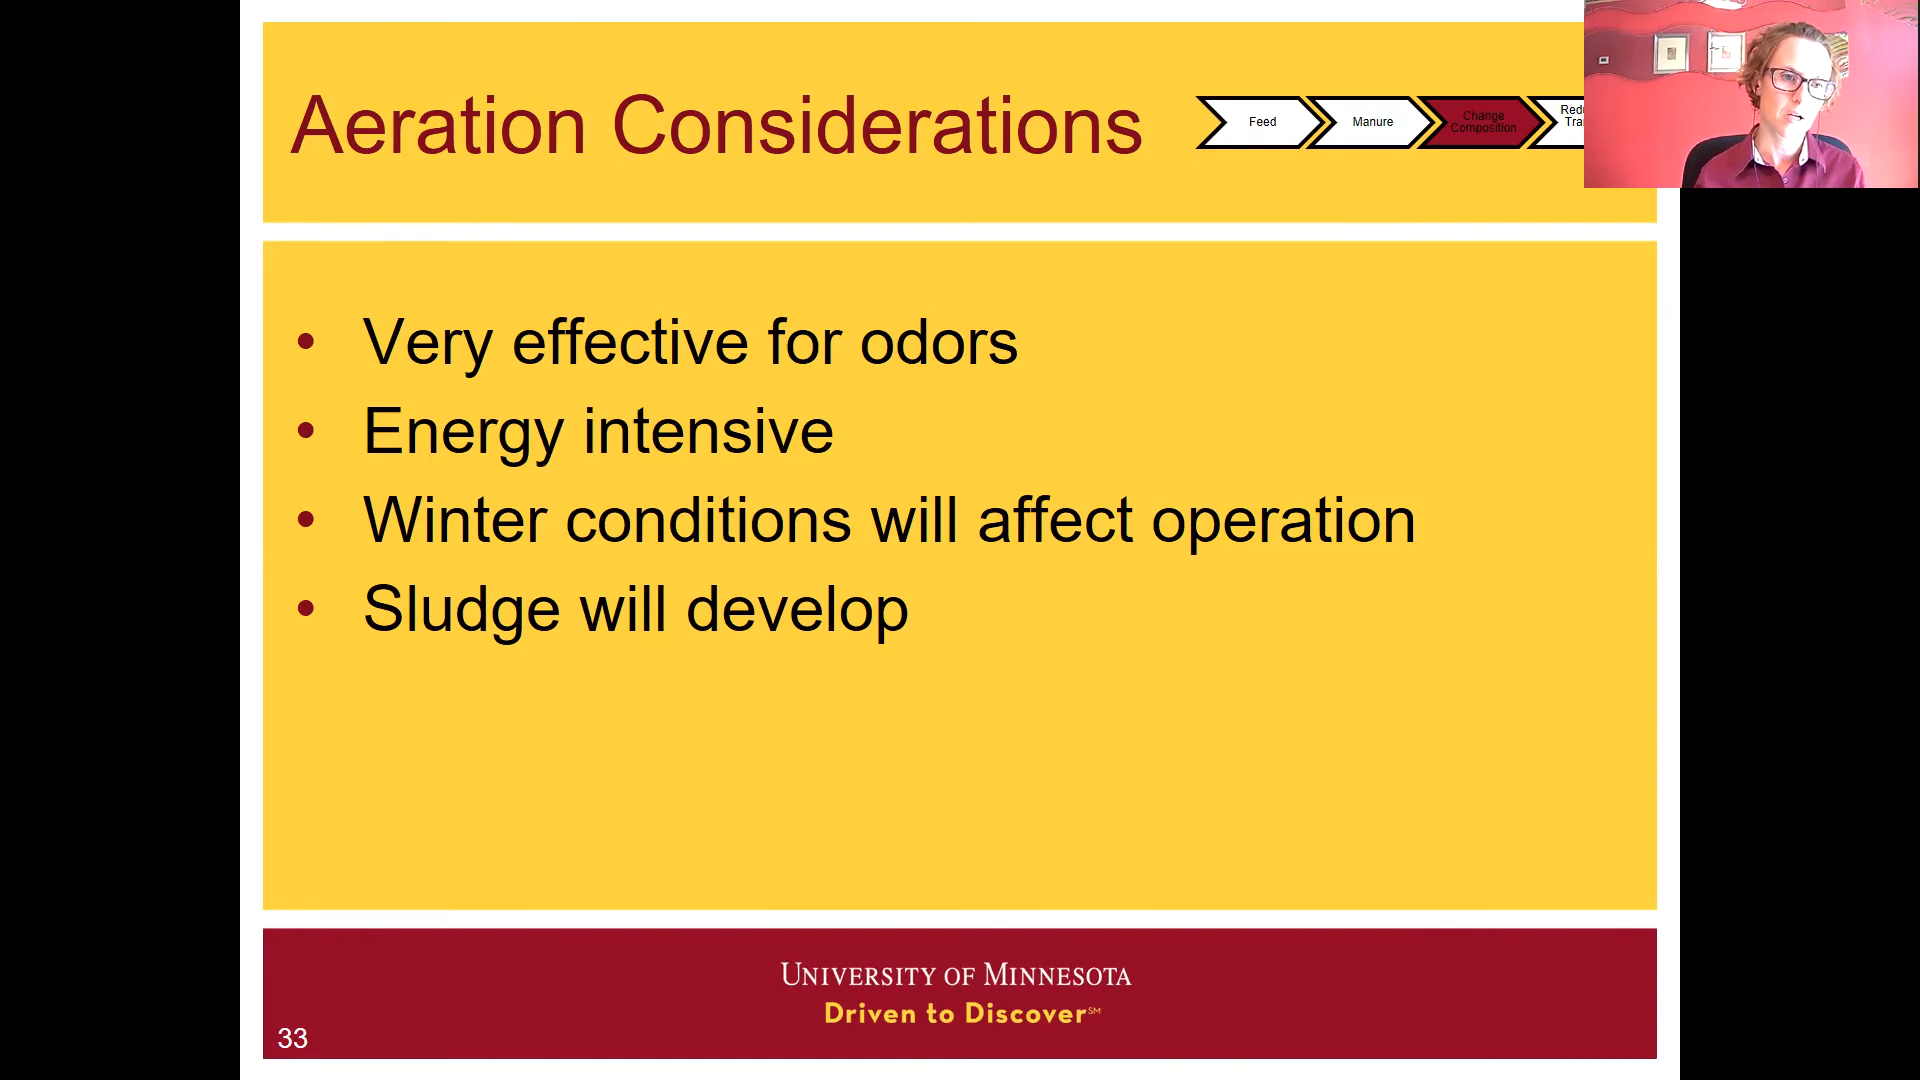 Aeration Considerations
Feed
Manure
Change
Composition
• Very effective for odors
• Energy intensive
• Winter conditions will affect operation
• Sludge will develop
UNIVERSITY OF MINNESOTA
Driven to Discover℠
33